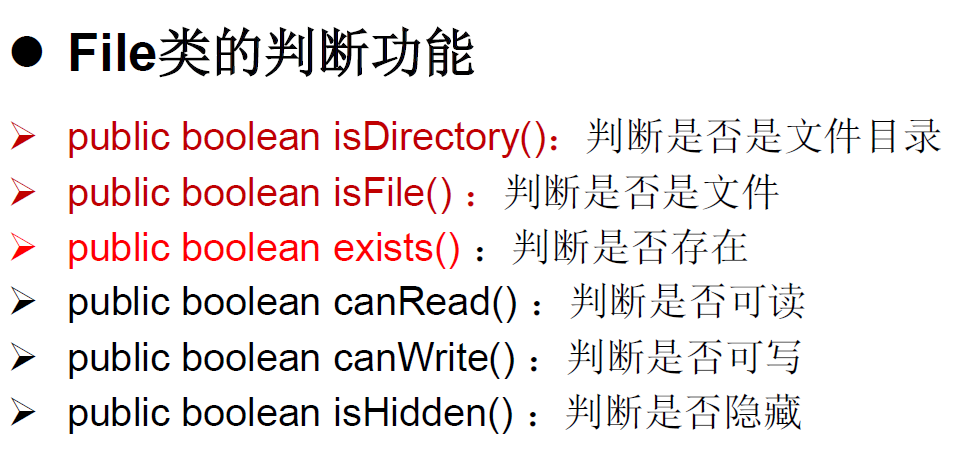 ● File类的判断功能
➢ public boolean isDirectory()：判断是否是文件目录
➢ public boolean isFile() ：判断是否是文件
➢ public boolean exists() ：判断是否存在
➢ public boolean canRead() ：判断是否可读
➢ public boolean canWrite() ：判断是否可写
➢ public boolean isHidden() ：判断是否隐藏